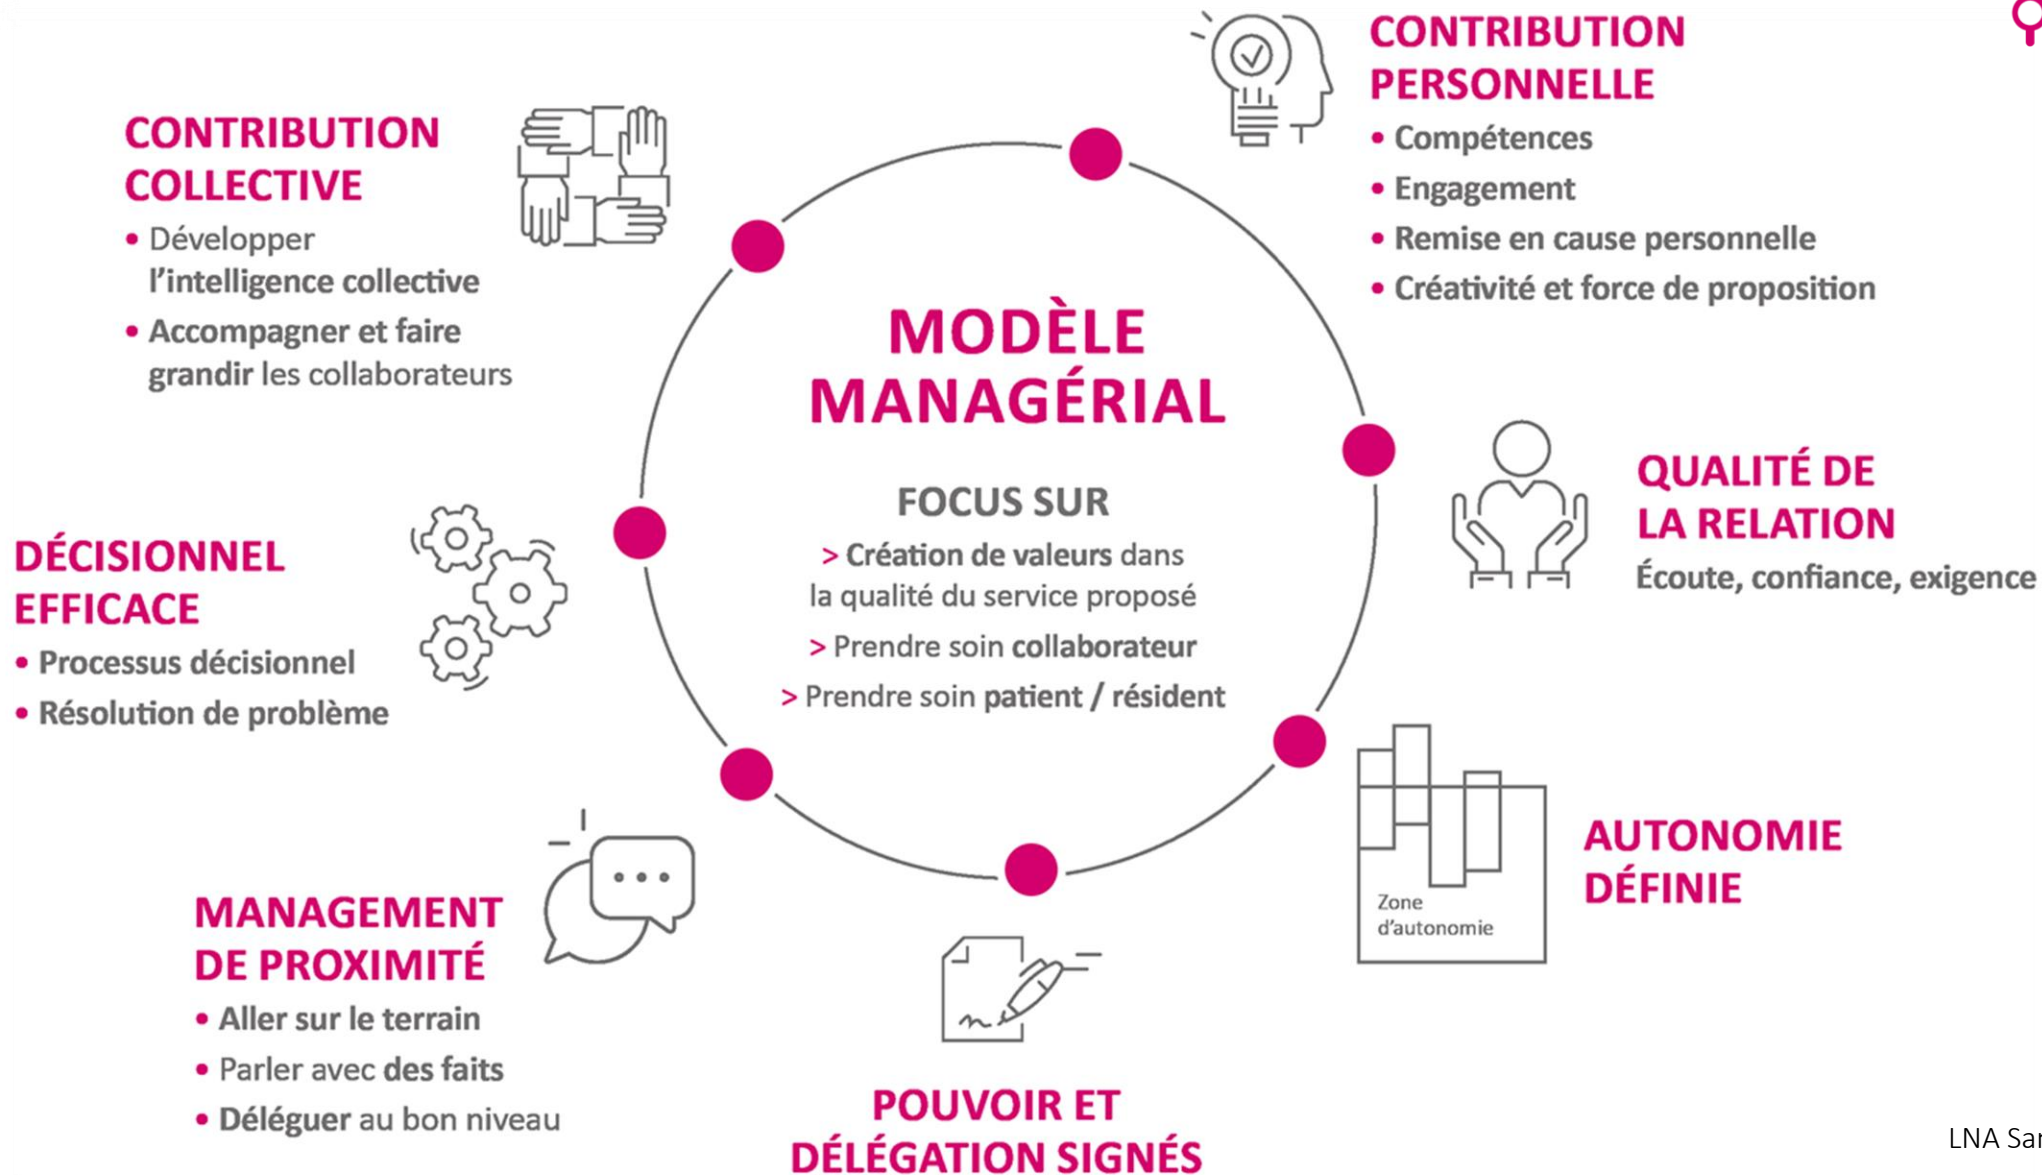 CONTRIBUTION
PERSONNELLE
• Compétences
• Engagement
• Remise en cause personnelle
• Créativité et force de proposition
CONTRIBUTION
COLLECTIVE
• Développer
l’intelligence collective
• Accompagner et faire
grandir les collaborateurs
MODÈLE
MANAGÉRIAL
FOCUS SUR
> Création de valeurs dans
la qualité du service proposé
> Prendre soin collaborateur
> Prendre soin patient / résident
QUALITÉ DE
LA RELATION
Écoute, confiance, exigence
DÉCISIONNEL
EFFICACE
• Processus décisionnel
• Résolution de problème
AUTONOMIE
DÉFINIE
Zone
d’autonomie
MANAGEMENT
DE PROXIMITÉ
• Aller sur le terrain
• Parler avec des faits
• Déléguer au bon niveau
POUVOIR ET
DÉLÉGATION SIGNÉS
LNA